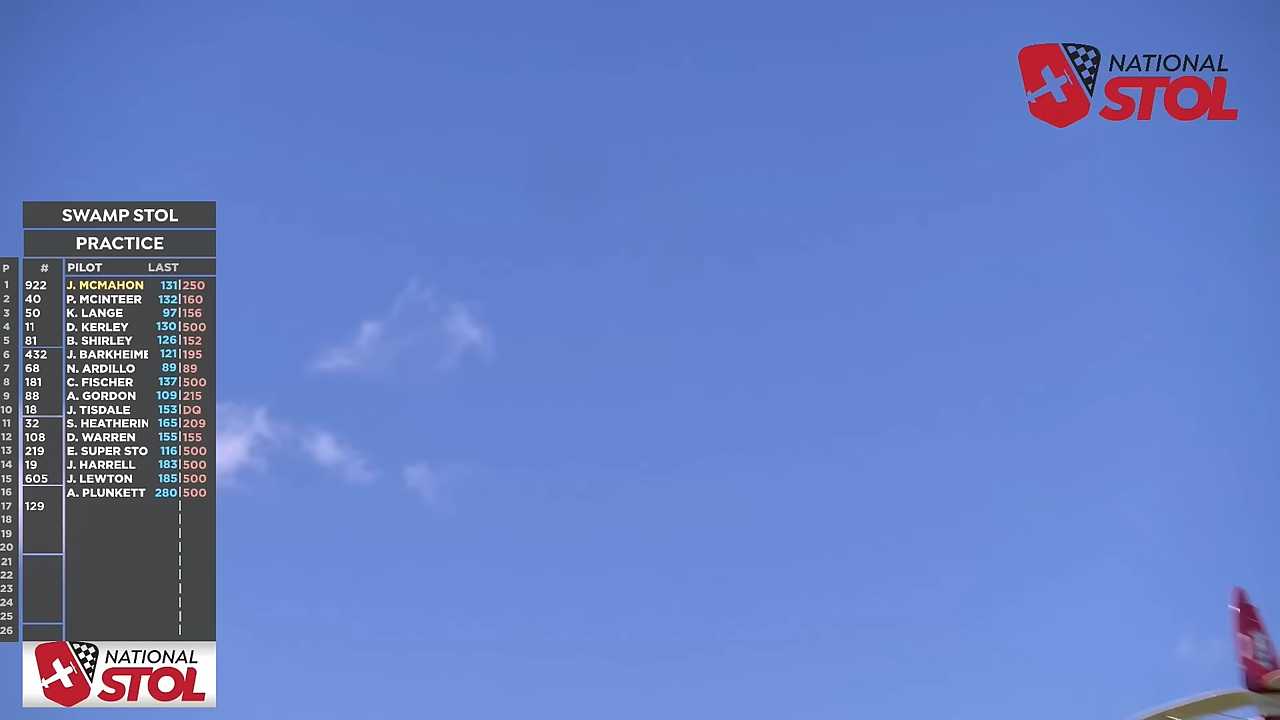 NATIONAL
STOL
SWAMP STOL
PRACTICE
P # PILOT LAST
1 922 J. MCMAHON 131 250
2 40 P. MCINTEER 132 160
3 50 K. LANGE 97 156
4 11 D. KERLEY 130 500
5 81 B. SHIRLEY 126 152
6 432 J. BARKHEIME 121 195
7 68 N. ARDILLO 89 89
8 181 C. FISCHER 137 500
9 88 A. GORDON 109 215
10 18 J. TISDALE 153 DQ
11 32 S. HEATHERIN 165 209
12 108 D. WARREN 155 155
13 219 E. SUPER STO 116 500
14 19 J. HARRELL 183 500
15 605 J. LEWTON 185 500
16 A. PLUNKETT 280 500
17 129
18
19
20
21
22
23
24
25
26
NATIONAL
STOL